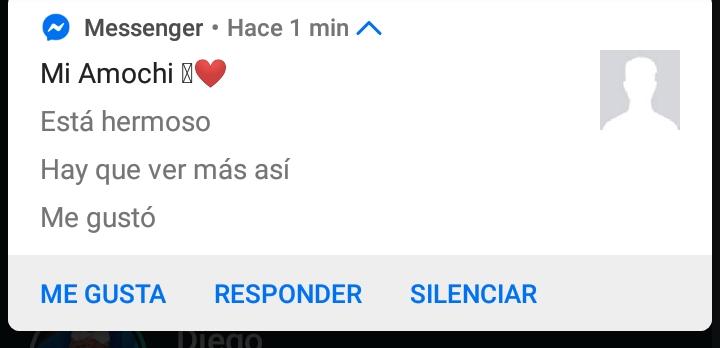 Messenger • Hace 1 min
Mi Amochi ❤️
Está hermoso
Hay que ver más así
Me gustó
ME GUSTA RESPONDER SILENCIAR
Diego